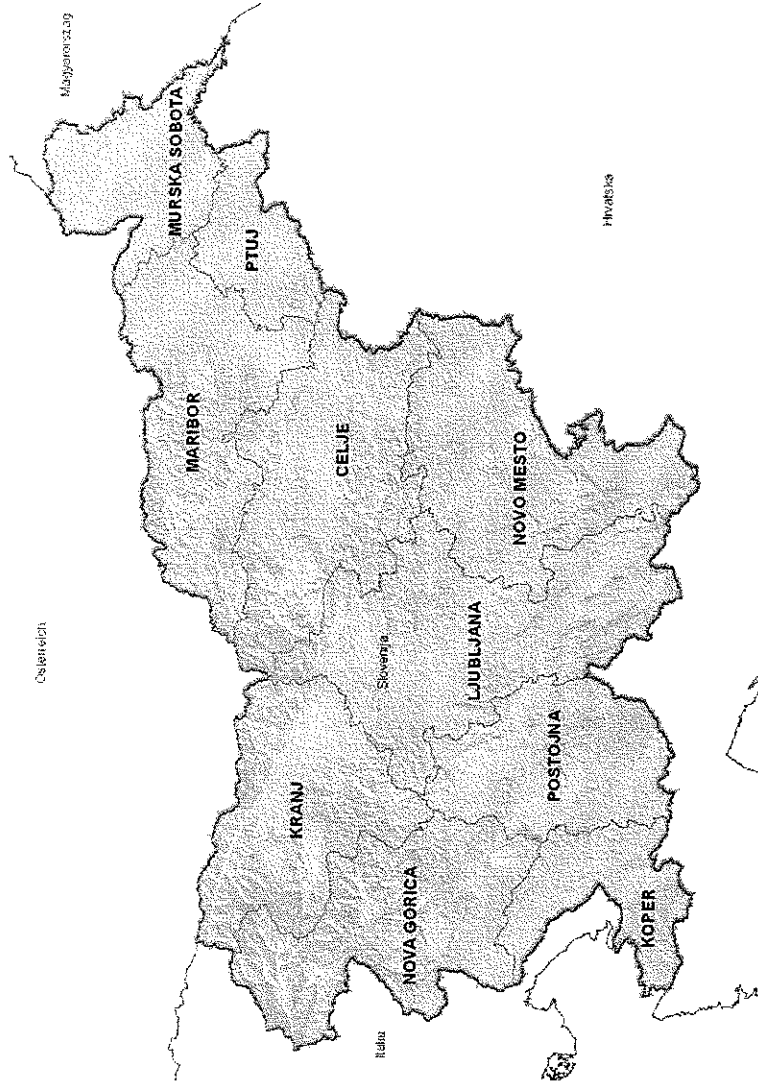 Österreich
Magyarország
MURSKA SOBOTA
MARIBOR
PTUJ
KRANJ
CELJE
Slovenija
Italia
NOVA GORICA
LJUBLJANA
NOVO MESTO
POSTOJNA
Hrvatska
KOPER